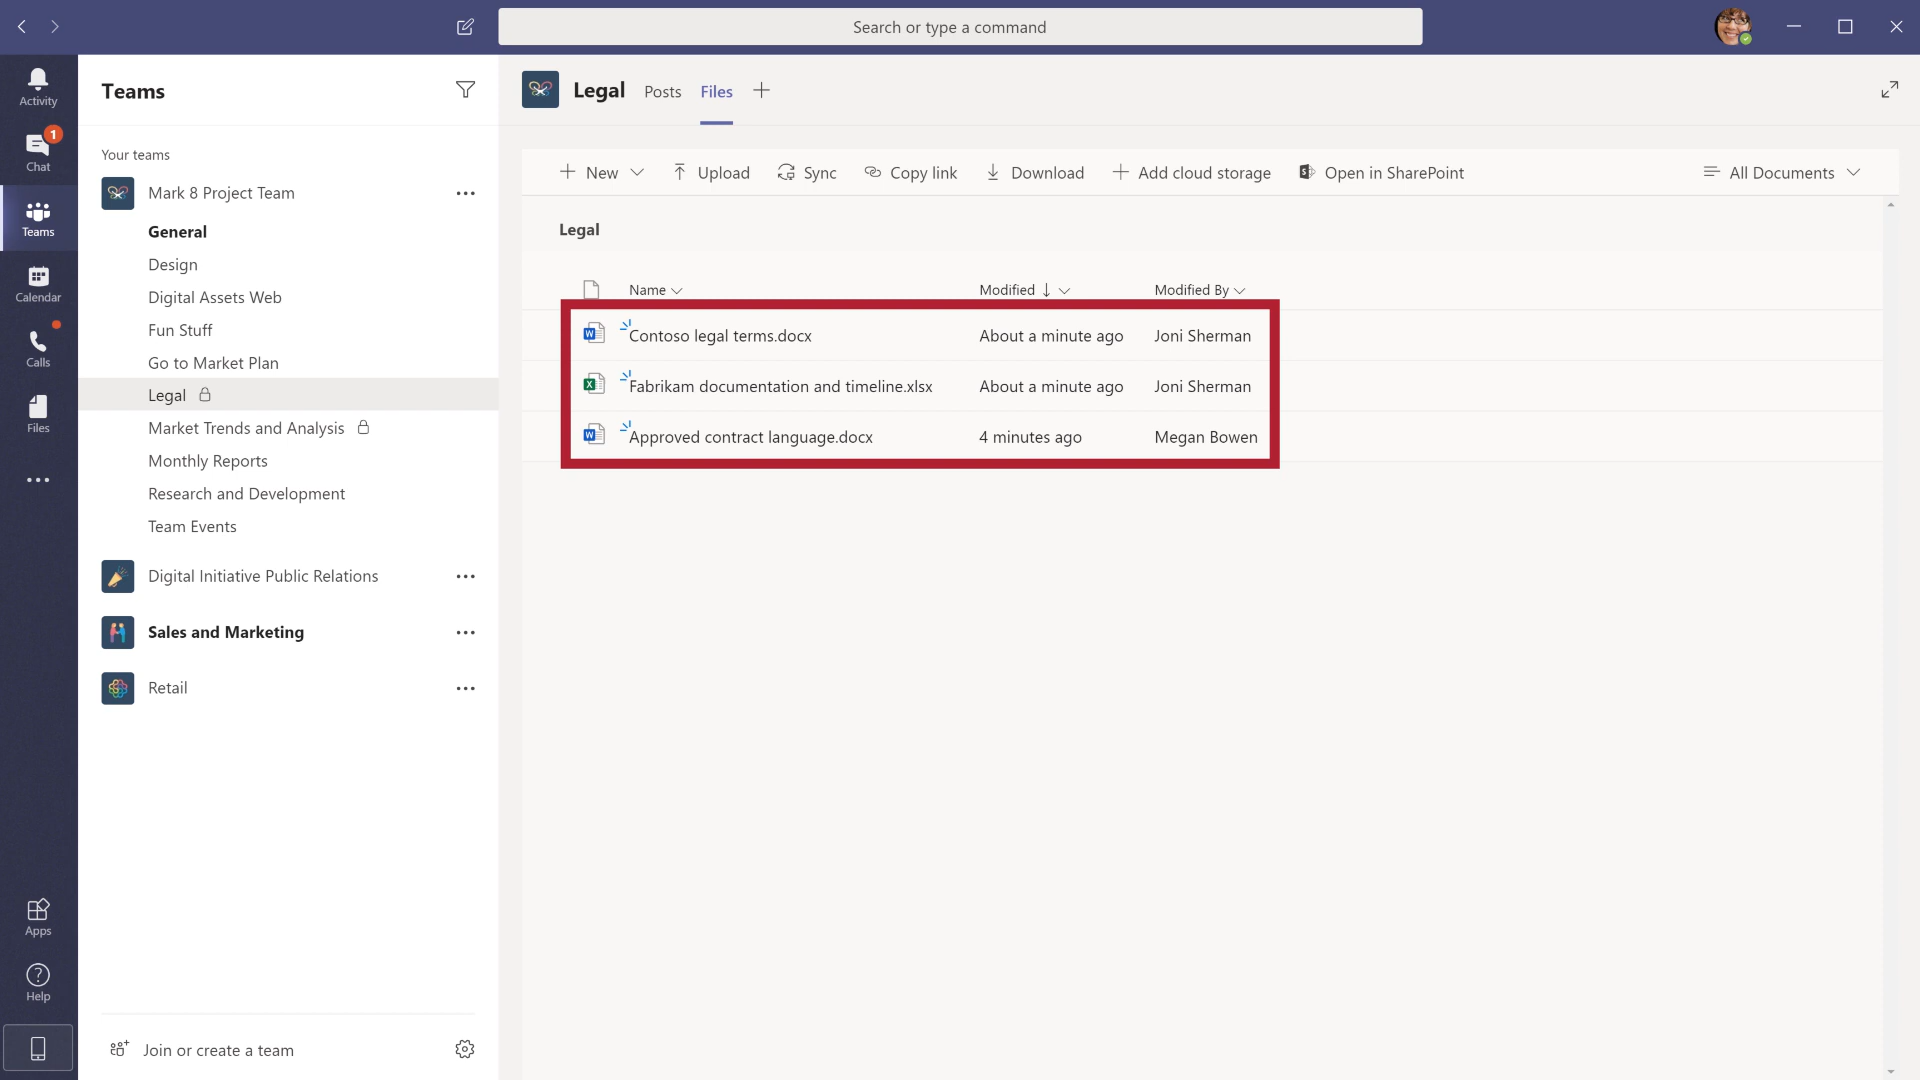 Search or type a command
Activity
1
Chat
Teams
Calendar
Calls
Files
Apps
Help
Teams
Your teams
Mark 8 Project Team
General
Design
Digital Assets Web
Fun Stuff
Go to Market Plan
Legal
Market Trends and Analysis
Monthly Reports
Research and Development
Team Events
Digital Initiative Public Relations
Sales and Marketing
Retail
Join or create a team
Legal Posts Files
New Upload Sync Copy link Download Add cloud storage Open in SharePoint All Documents
Legal
Name Modified Modified By
Contoso legal terms.docx About a minute ago Joni Sherman
Fabrikam documentation and timeline.xlsx About a minute ago Joni Sherman
Approved contract language.docx 4 minutes ago Megan Bowen